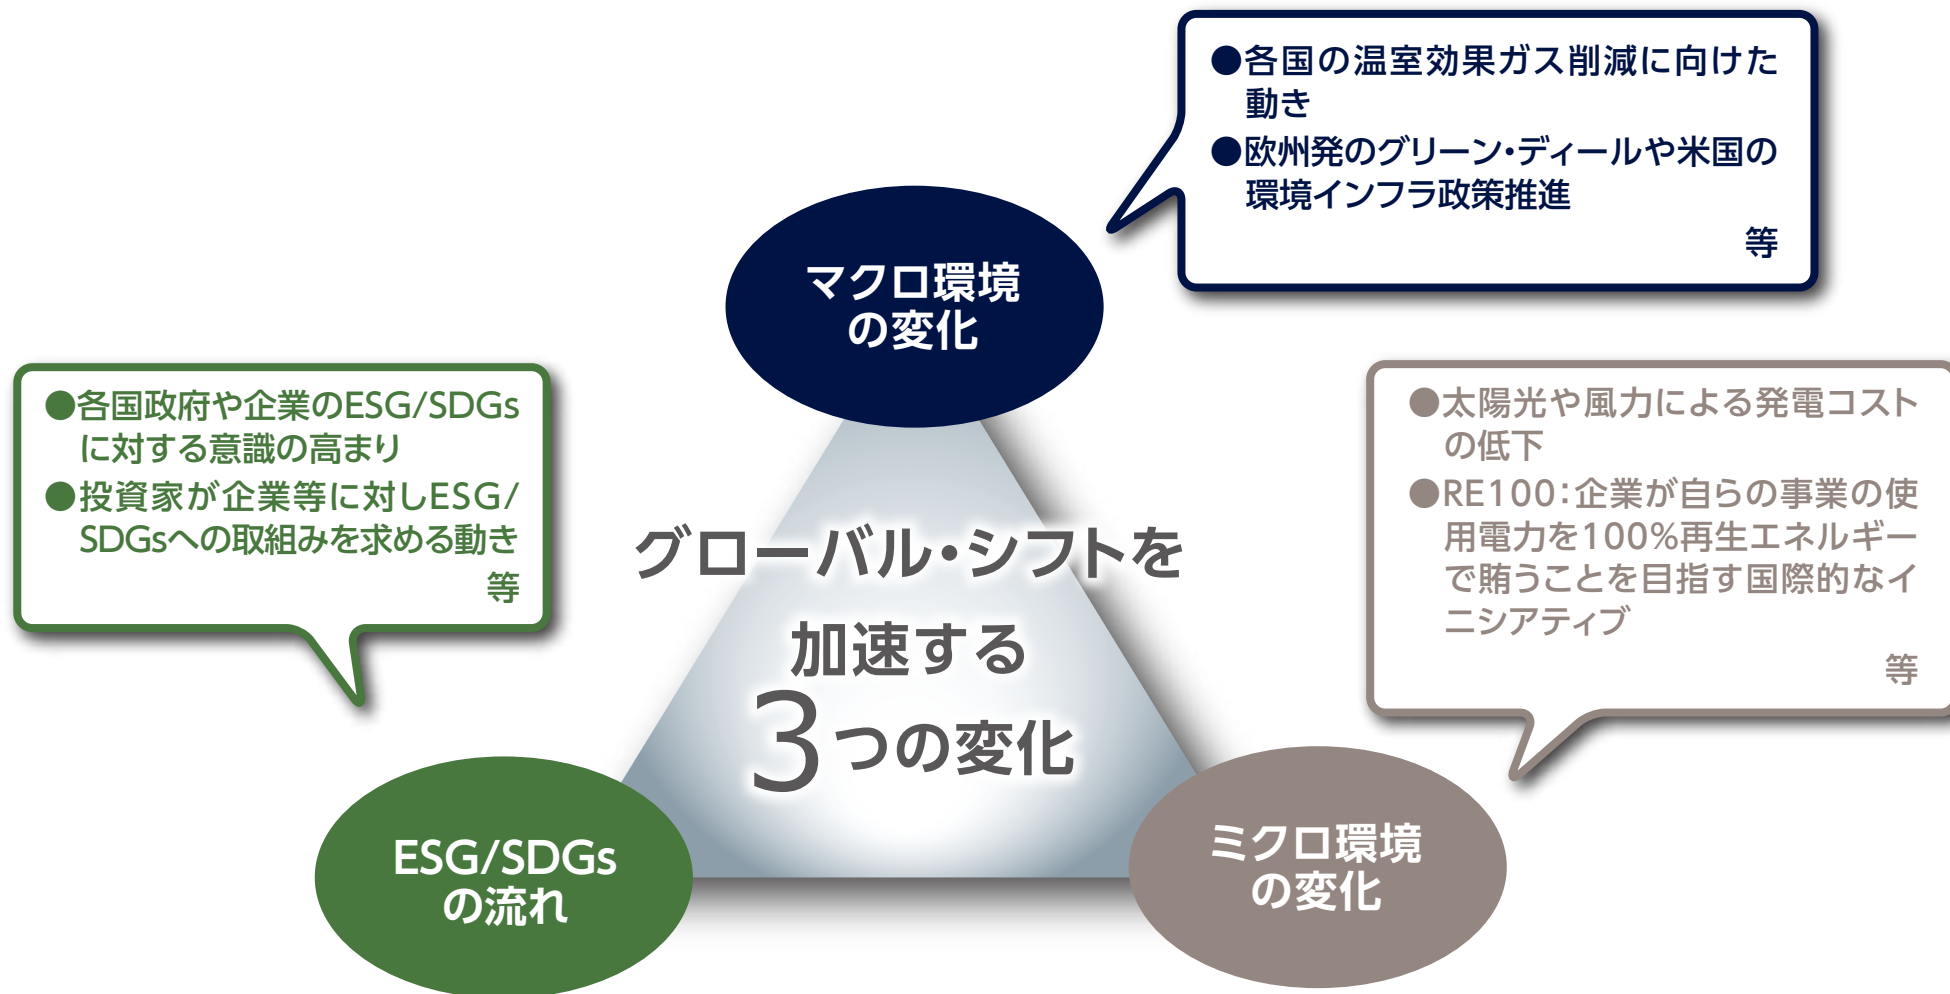 ●各国の温室効果ガス削減に向けた
動き
●欧州発のグリーン・ディールや米国の
環境インフラ政策推進
等
マクロ環境
の変化
●各国政府や企業のESG/SDGs
に対する意識の高まり
●投資家が企業等に対しESG/
SDGsへの取組みを求める動き
等
●太陽光や風力による発電コスト
の低下
●RE100：企業が自らの事業の使
用電力を100%再生エネルギー
で賄うことを目指す国際的なイ
ニシアティブ
等
グローバル・シフトを
加速する
3つの変化
ESG/SDGs
の流れ
ミクロ環境
の変化